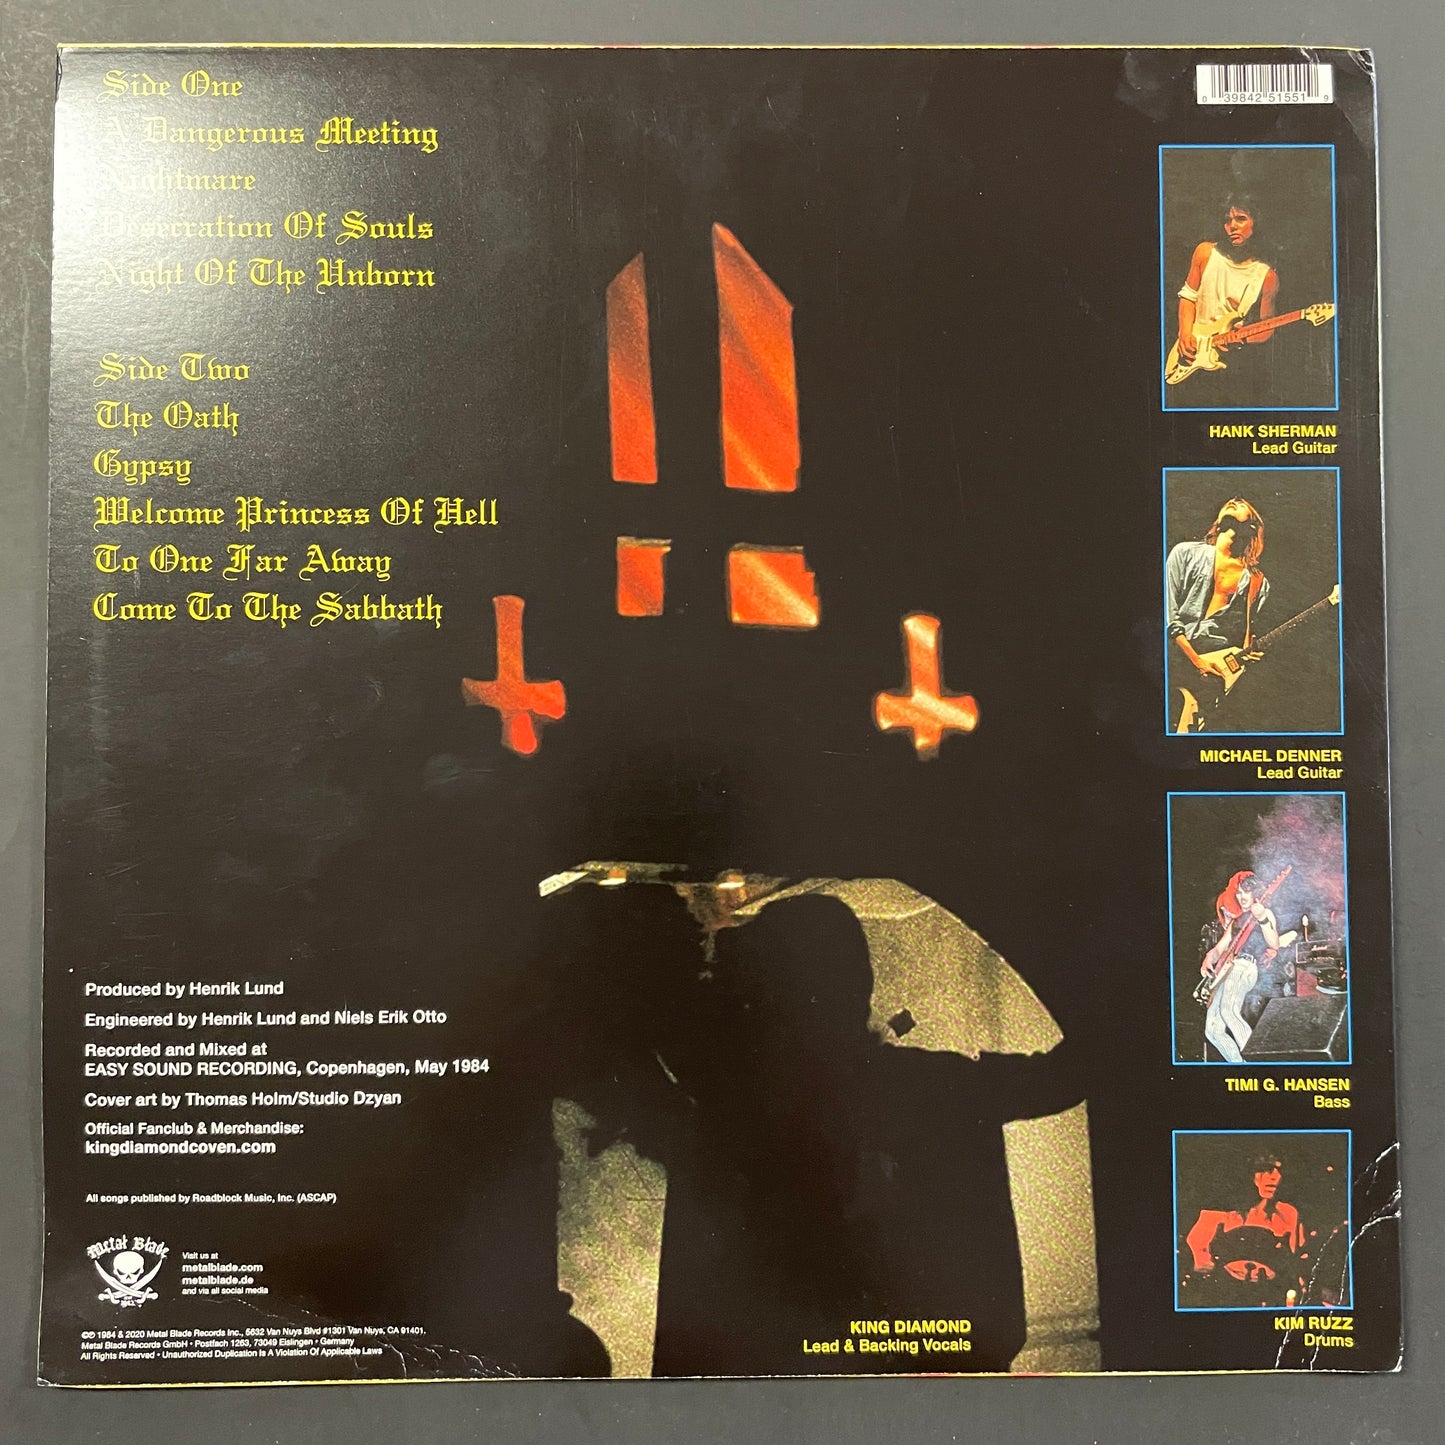 Side One
A Dangerous Meeting
Nightmare
Desecration Of Souls
Night Of The Unborn
Side Two
The Oath
Gypsy
Welcome Princess Of Hell
To One Far Away
Come To The Sabbath
Produced by Henrik Lund
Engineered by Henrik Lund and Niels Erik Otto
Recorded and Mixed at
EASY SOUND RECORDING, Copenhagen, May 1984
Cover art by Thomas Holm/Studio Dzyan
Official Fanclub & Merchandise:
kingdiamondcoven.com
All songs published by Roadblock Music, Inc. (ASCAP)
Metal Blade
Visit us at
metalblade.com
metalblade.de
and via all social media
©℗ 1984 & 2020 Metal Blade Records Inc., 5632 Van Nuys Blvd #1301 Van Nuys, CA 91401.
Metal Blade Records GmbH • Postfach 1263, 73049 Eislingen • Germany
All Rights Reserved • Unauthorized Duplication Is A Violation Of Applicable Laws
KING DIAMOND
Lead & Backing Vocals
0 39842 51551 9
HANK SHERMAN
Lead Guitar
MICHAEL DENNER
Lead Guitar
TIMI G. HANSEN
Bass
KIM RUZZ
Drums